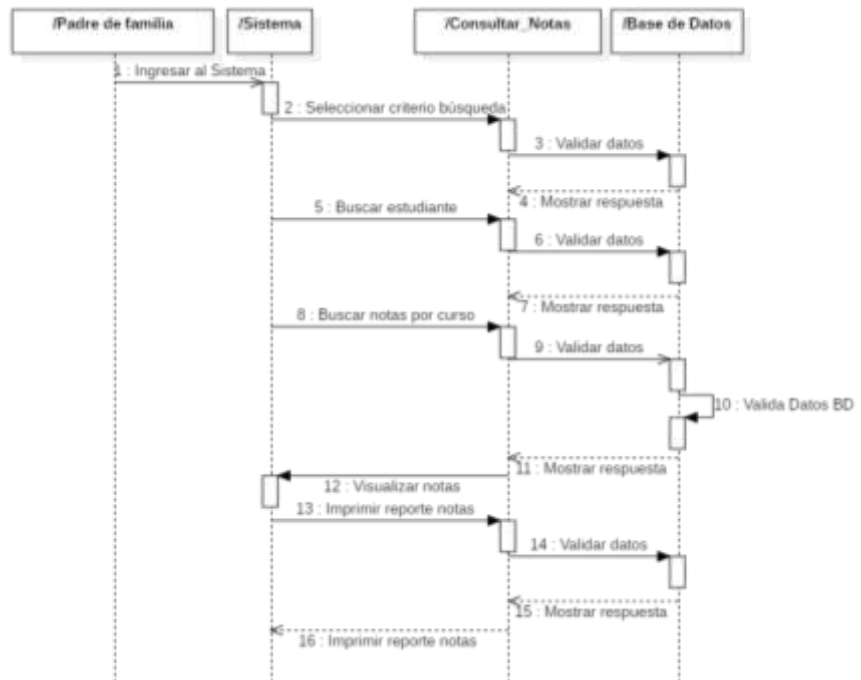 /Padre de família
/Sistema
/Consultar_Notas
/Base de Datos
1 : Ingresar al Sistema
2 : Seleccionar criterio búsqueda
3 : Validar datos
4 : Mostrar respuesta
5 : Buscar estudiante
6 : Validar datos
7 : Mostrar respuesta
8 : Buscar notas por curso
9 : Validar datos
10 : Valida Datos BD
11 : Mostrar respuesta
12 : Visualizar notas
13 : Imprimir reporte notas
14 : Validar datos
15 : Mostrar respuesta
16 : Imprimir reporte notas